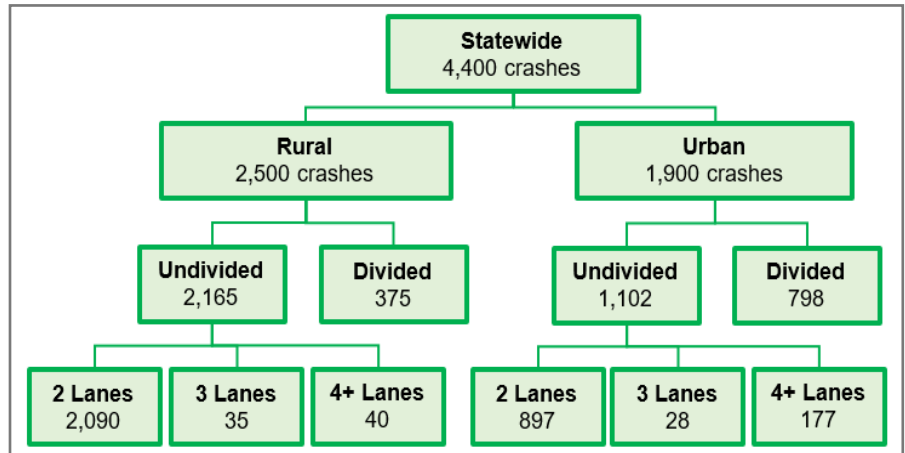 Statewide
4,400 crashes
Rural
2,500 crashes
Urban
1,900 crashes
Undivided
2,165
Divided
375
Undivided
1,102
Divided
798
2 Lanes
2,090
3 Lanes
35
4+ Lanes
40
2 Lanes
897
3 Lanes
28
4+ Lanes
177